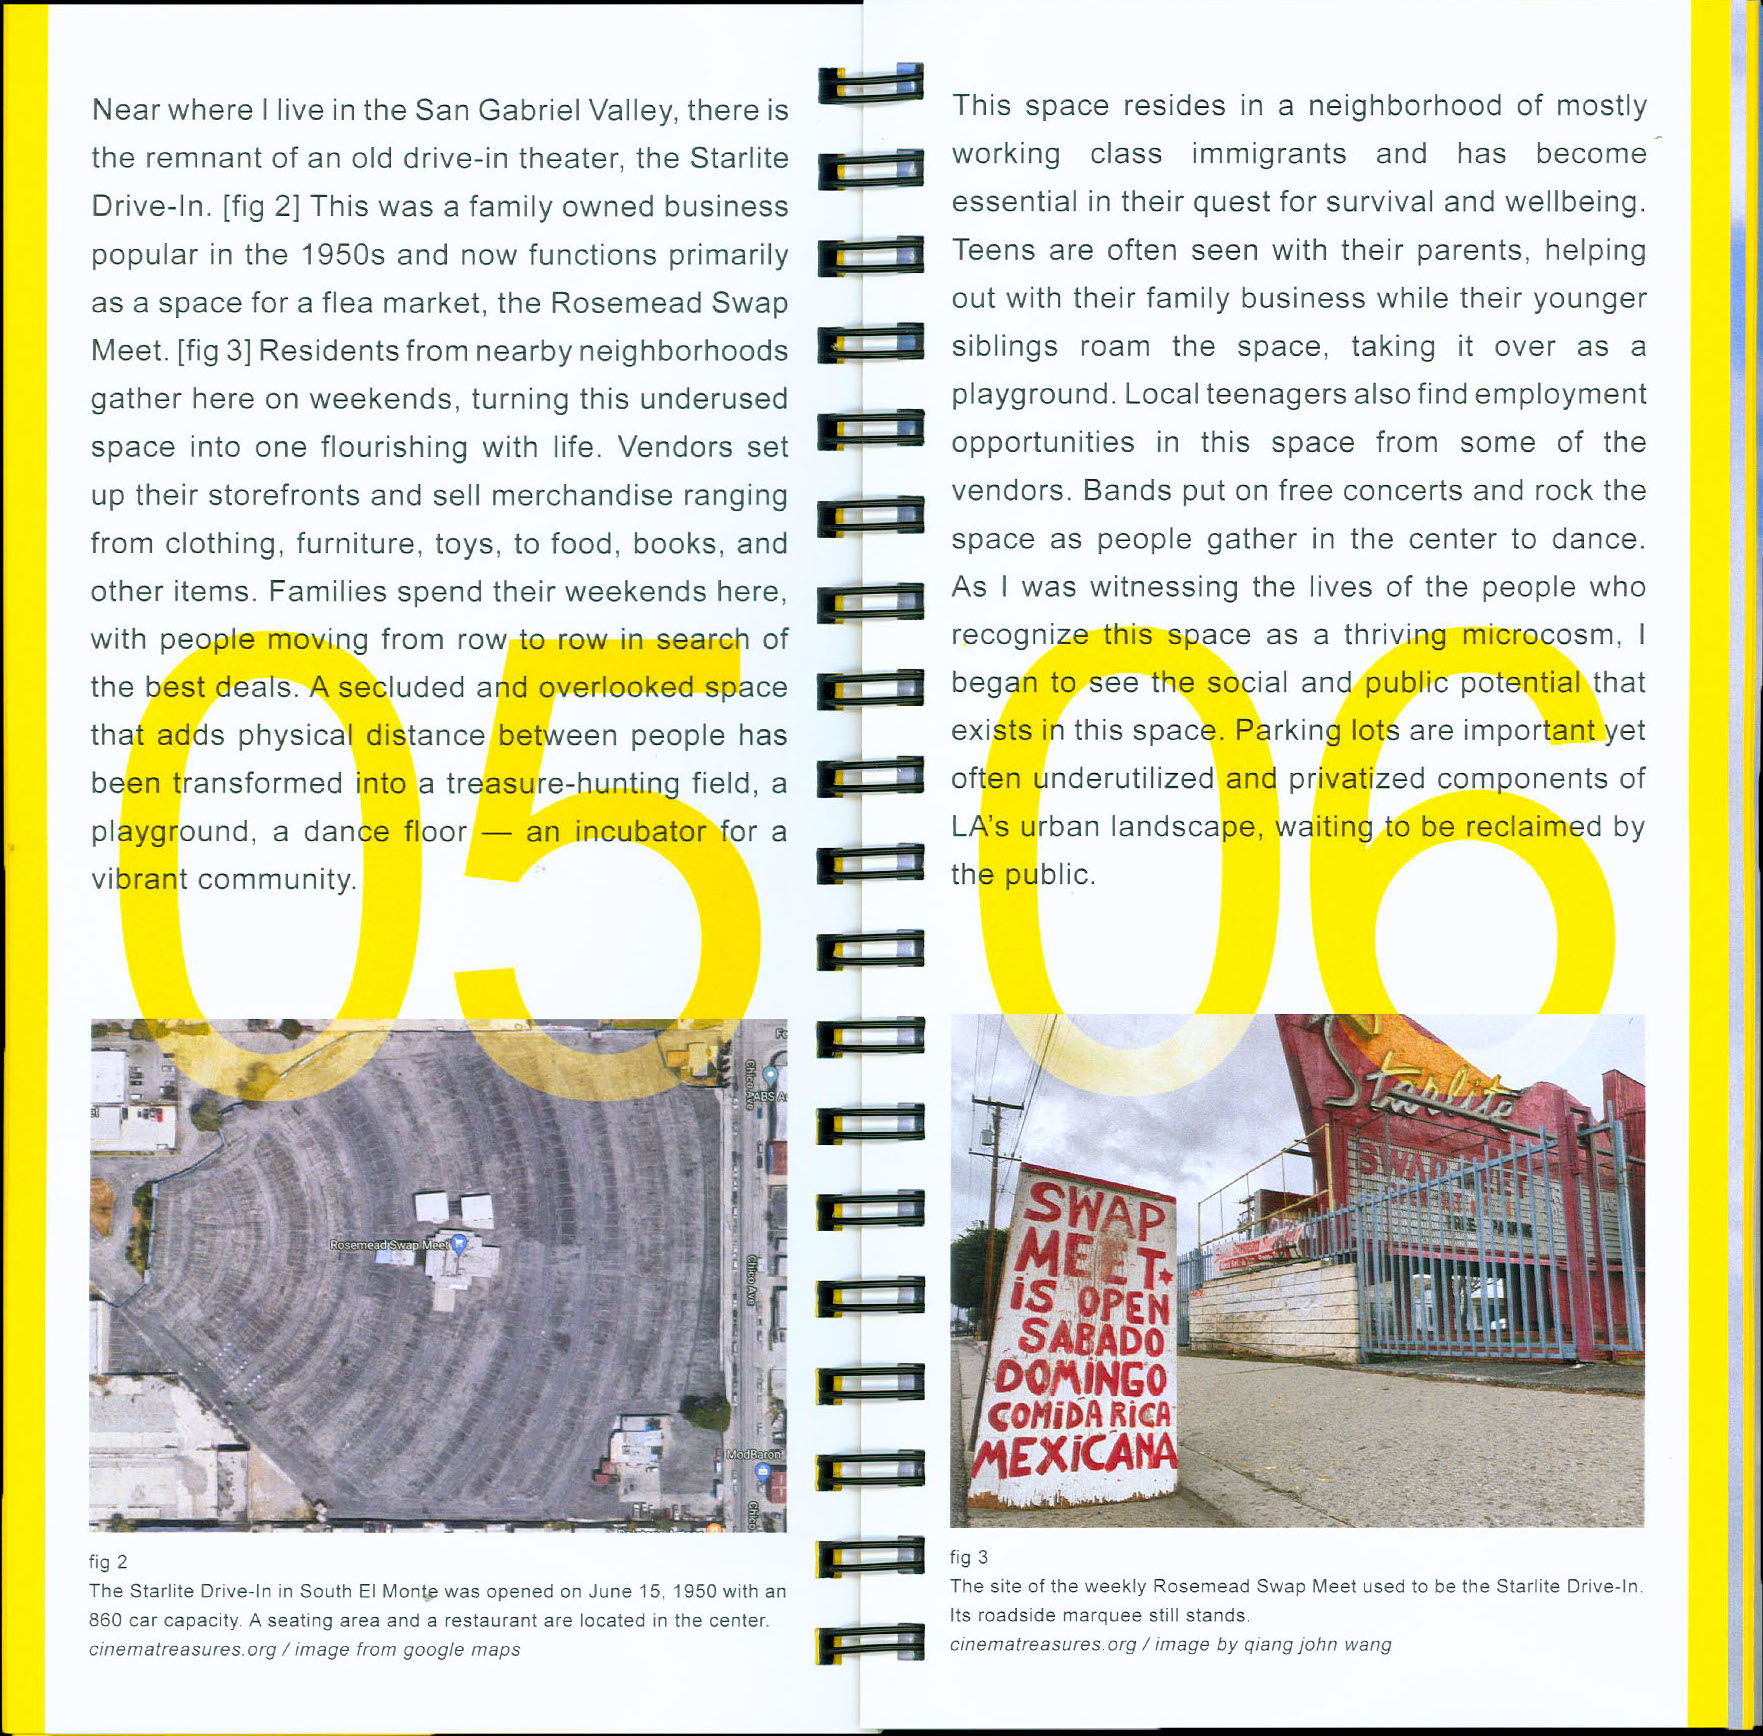 Near where I live in the San Gabriel Valley, there is
the remnant of an old drive-in theater, the Starlite
Drive-In. [fig 2] This was a family owned business
popular in the 1950s and now functions primarily
as a space for a flea market, the Rosemead Swap
Meet. [fig 3] Residents from nearby neighborhoods
gather here on weekends, turning this underused
space into one flourishing with life. Vendors set
up their storefronts and sell merchandise ranging
from clothing, furniture, toys, to food, books, and
other items. Families spend their weekends here,
with people moving from row to row in search of
the best deals. A secluded and overlooked space
that adds physical distance between people has
been transformed into a treasure-hunting field, a
playground, a dance floor — an incubator for a
vibrant community.
05
Rosemead Swap Meet
Chico Ave
ABS A
Chico Ave
ModBaron
Chico
fig 2
The Starlite Drive-In in South El Monte was opened on June 15, 1950 with an
860 car capacity. A seating area and a restaurant are located in the center.
cinematreasures.org / image from google maps
This space resides in a neighborhood of mostly
working class immigrants and has become
essential in their quest for survival and wellbeing.
Teens are often seen with their parents, helping
out with their family business while their younger
siblings roam the space, taking it over as a
playground. Local teenagers also find employment
opportunities in this space from some of the
vendors. Bands put on free concerts and rock the
space as people gather in the center to dance.
As I was witnessing the lives of the people who
recognize this space as a thriving microcosm, I
began to see the social and public potential that
exists in this space. Parking lots are important yet
often underutilized and privatized components of
LA's urban landscape, waiting to be reclaimed by
the public.
06
Starlite
SWAP MEET
FREE PARKING
SWAP
MEET
iS OPEN
SABADO
DOMiNGO
COMiDA RiCA
MEXiCANA
fig 3
The site of the weekly Rosemead Swap Meet used to be the Starlite Drive-In.
Its roadside marquee still stands.
cinematreasures.org / image by qiang john wang